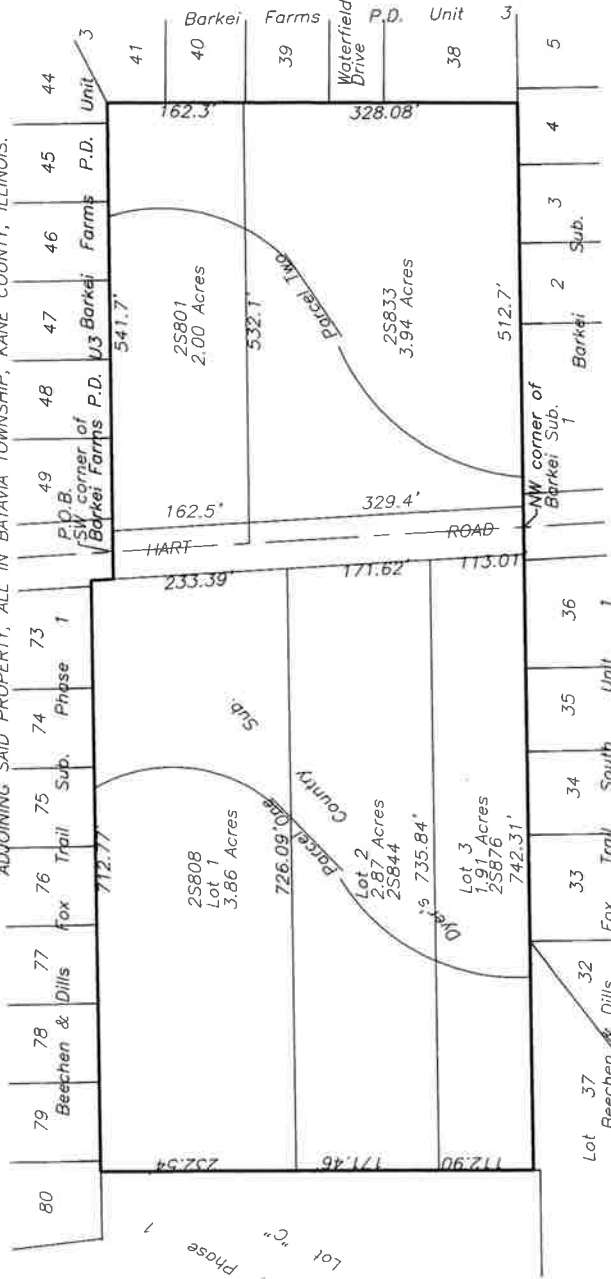 ADJOINING SAID PROPERTY, ALL IN BATAVIA TOWNSHIP, KANE COUNTY, ILLINOIS.
Barkei Farms P.D. Unit 3
41
40
39
Waterfield
Drive
38
5
44
3
Unit
45
P.D.
46
Farms
47
U3 Barkei
48
P.D.
49
P.O.B.
SW corner of
Barkei Farms
162.3'
328.08'
541.7'
2S801
2.00 Acres
532.1'
Parcel Two
2S833
3.94 Acres
512.7'
4
3
Sub.
2
Barkei
1
162.5'
329.4'
NW corner of
Barkei Sub.
HART ROAD
233.39'
171.62'
113.01'
73
1
74
Phase
75
Sub.
76
Trail
77
Fox
78
Beechen & Dills
79
80
712.77'
2S808
Lot 1
3.86 Acres
726.09'
Parcel One
Sub.
Country
Dyer's
Lot 2
2.87 Acres
2S844
735.84'
Lot 3
1.91 Acres
2S876
742.31'
36
1
35
Unit
34
South
33
Trail
Fox
32
Beechen & Dills
Lot 37
232.54'
171.46'
112.90'
Lot "C"
Phase 1